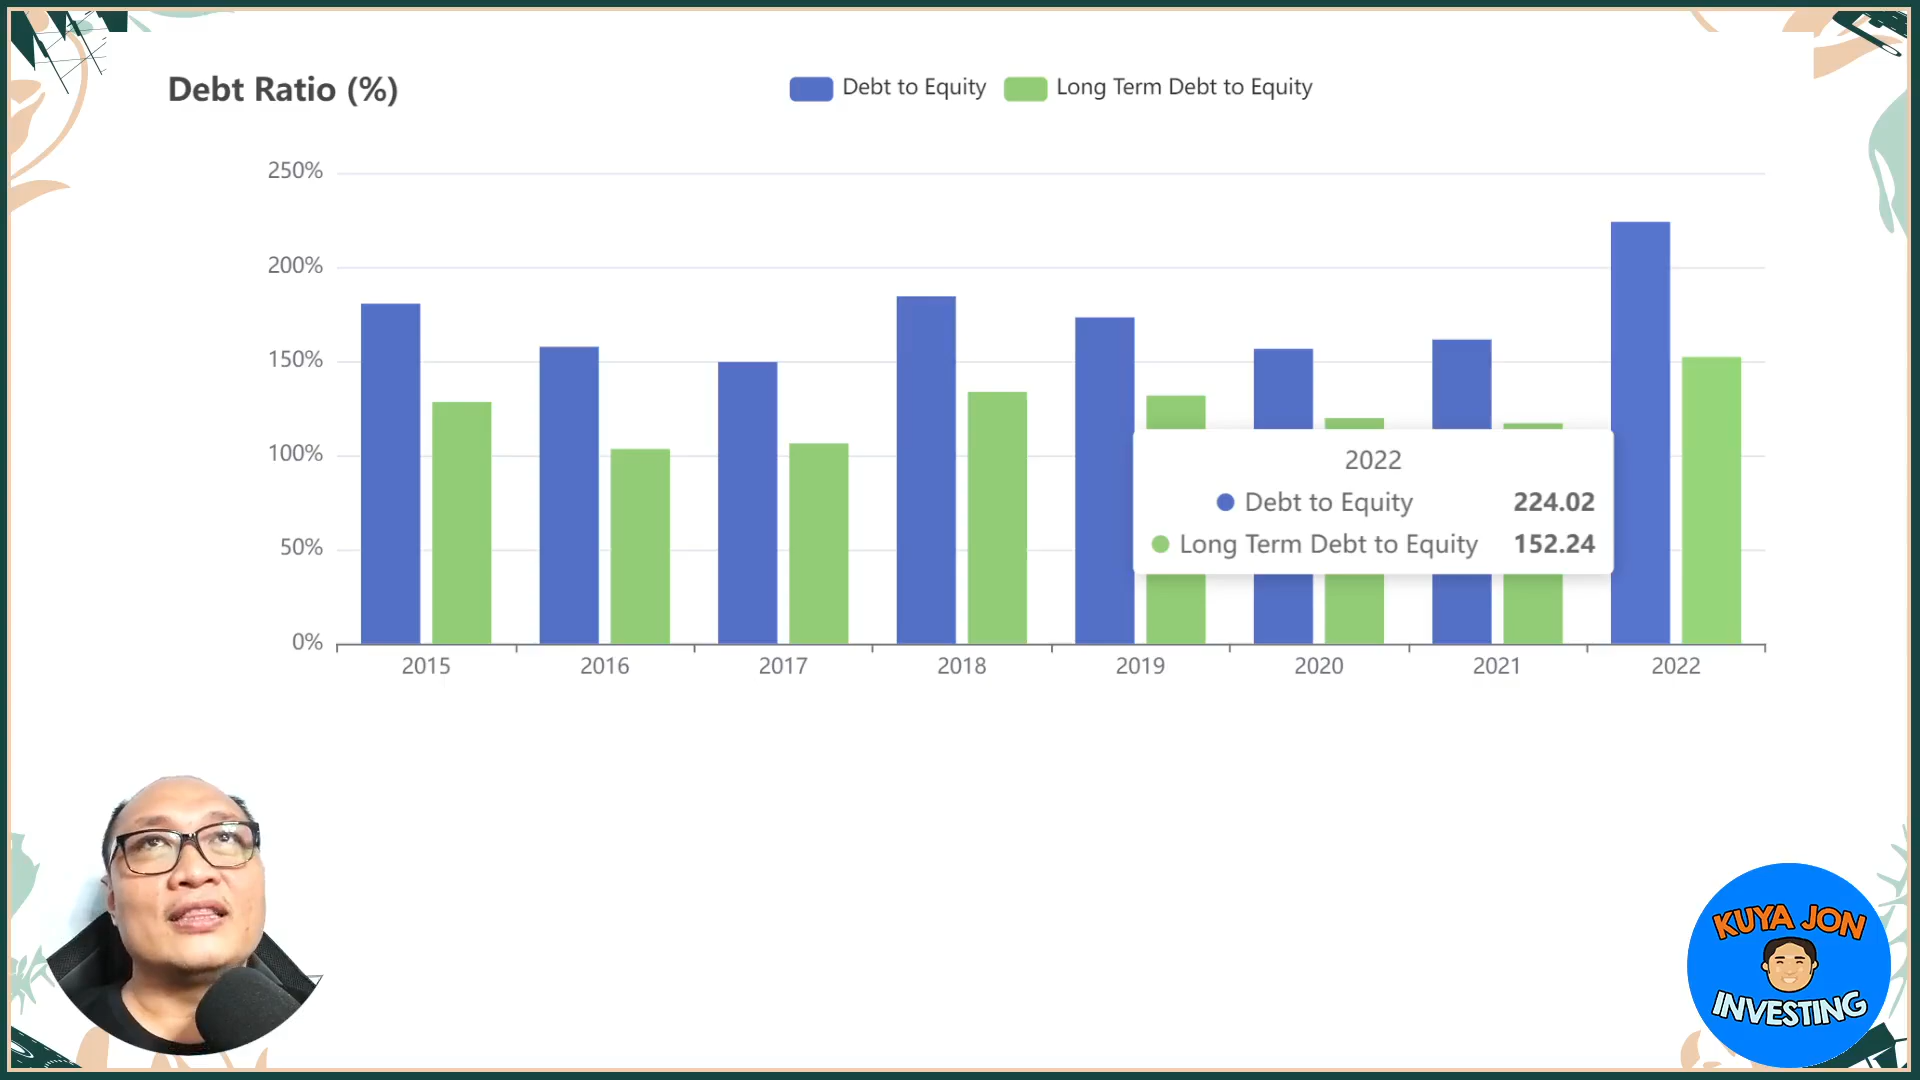 Debt Ratio (%)
Debt to Equity
Long Term Debt to Equity
250%
200%
150%
100%
50%
0%
2022
Debt to Equity 224.02
Long Term Debt to Equity 152.24
2015
2016
2017
2018
2019
2020
2021
2022
KUYA JON
INVESTING